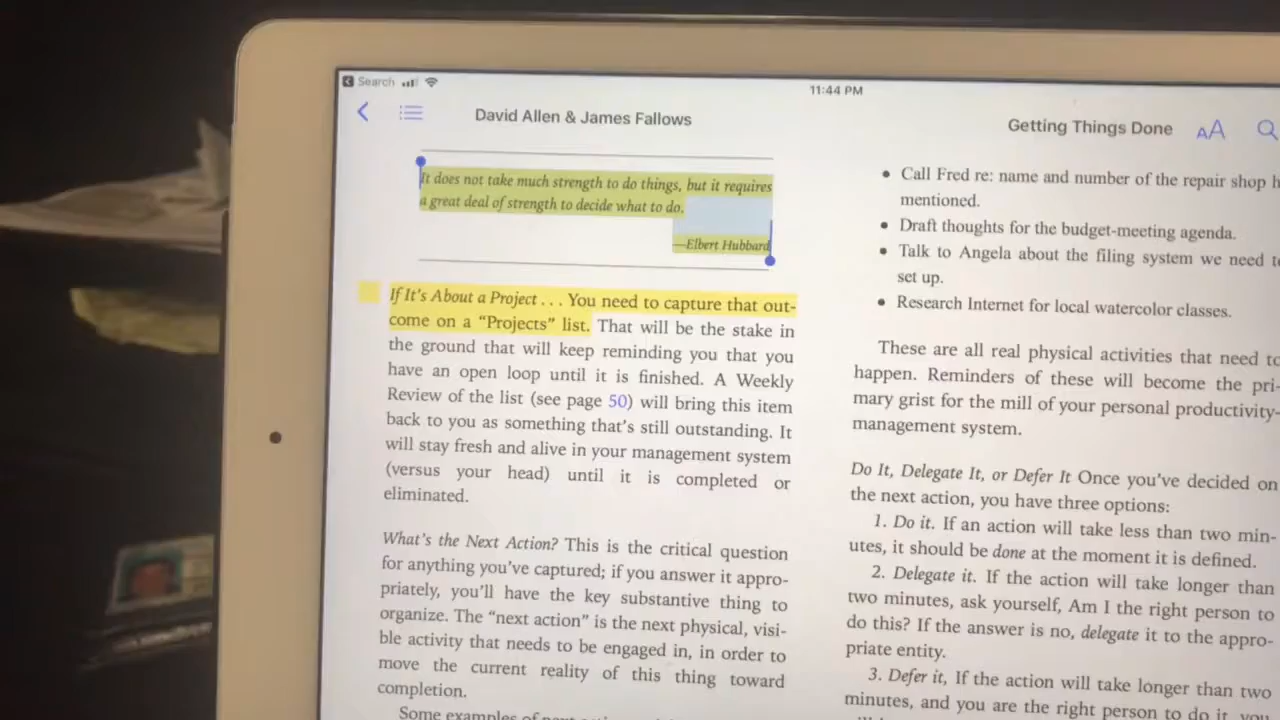 Search
11:44 PM
David Allen & James Fallows
Getting Things Done
AA
It does not take much strength to do things, but it requires
a great deal of strength to decide what to do.
—Elbert Hubbard
If It's About a Project . . . You need to capture that out-
come on a “Projects” list. That will be the stake in
the ground that will keep reminding you that you
have an open loop until it is finished. A Weekly
Review of the list (see page 50) will bring this item
back to you as something that's still outstanding. It
will stay fresh and alive in your management system
(versus your head) until it is completed or
eliminated.
What's the Next Action? This is the critical question
for anything you've captured; if you answer it appro-
priately, you'll have the key substantive thing to
organize. The “next action” is the next physical, visi-
ble activity that needs to be engaged in, in order to
move the current reality of this thing toward
completion.
Some examples of next
• Call Fred re: name and number of the repair shop h
mentioned.
• Draft thoughts for the budget-meeting agenda.
• Talk to Angela about the filing system we need to
set up.
• Research Internet for local watercolor classes.
These are all real physical activities that need to
happen. Reminders of these will become the pri-
mary grist for the mill of your personal productivity-
management system.
Do It, Delegate It, or Defer It Once you've decided on
the next action, you have three options:
1. Do it. If an action will take less than two min-
utes, it should be done at the moment it is defined.
2. Delegate it. If the action will take longer than
two minutes, ask yourself, Am I the right person to
do this? If the answer is no, delegate it to the appro-
priate entity.
3. Defer it, If the action will take longer than two
minutes, and you are the right person to do it, you